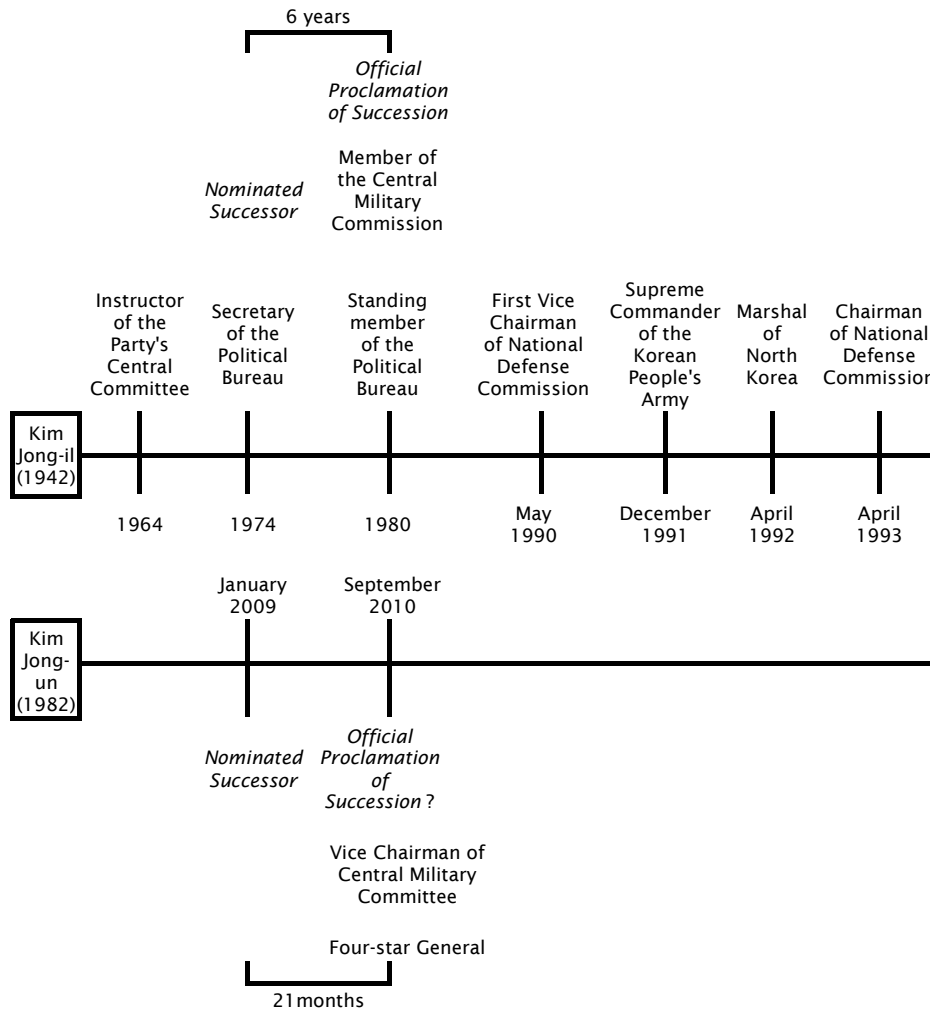 6 years
Official
Proclamation
of Succession
Nominated
Successor
Member of
the Central
Military
Commission
Instructor
of the
Party's
Central
Committee
Secretary
of the
Political
Bureau
Standing
member
of the
Political
Bureau
First Vice
Chairman
of National
Defense
Commission
Supreme
Commander
of the
Korean
People's
Army
Marshal
of
North
Korea
Chairman
of National
Defense
Commission
Kim
Jong-il
(1942)
1964
1974
1980
May
1990
December
1991
April
1992
April
1993
January
2009
September
2010
Kim
Jong-
un
(1982)
Nominated
Successor
Official
Proclamation
of
Succession ?
Vice Chairman of
Central Military
Committee
Four-star General
21months